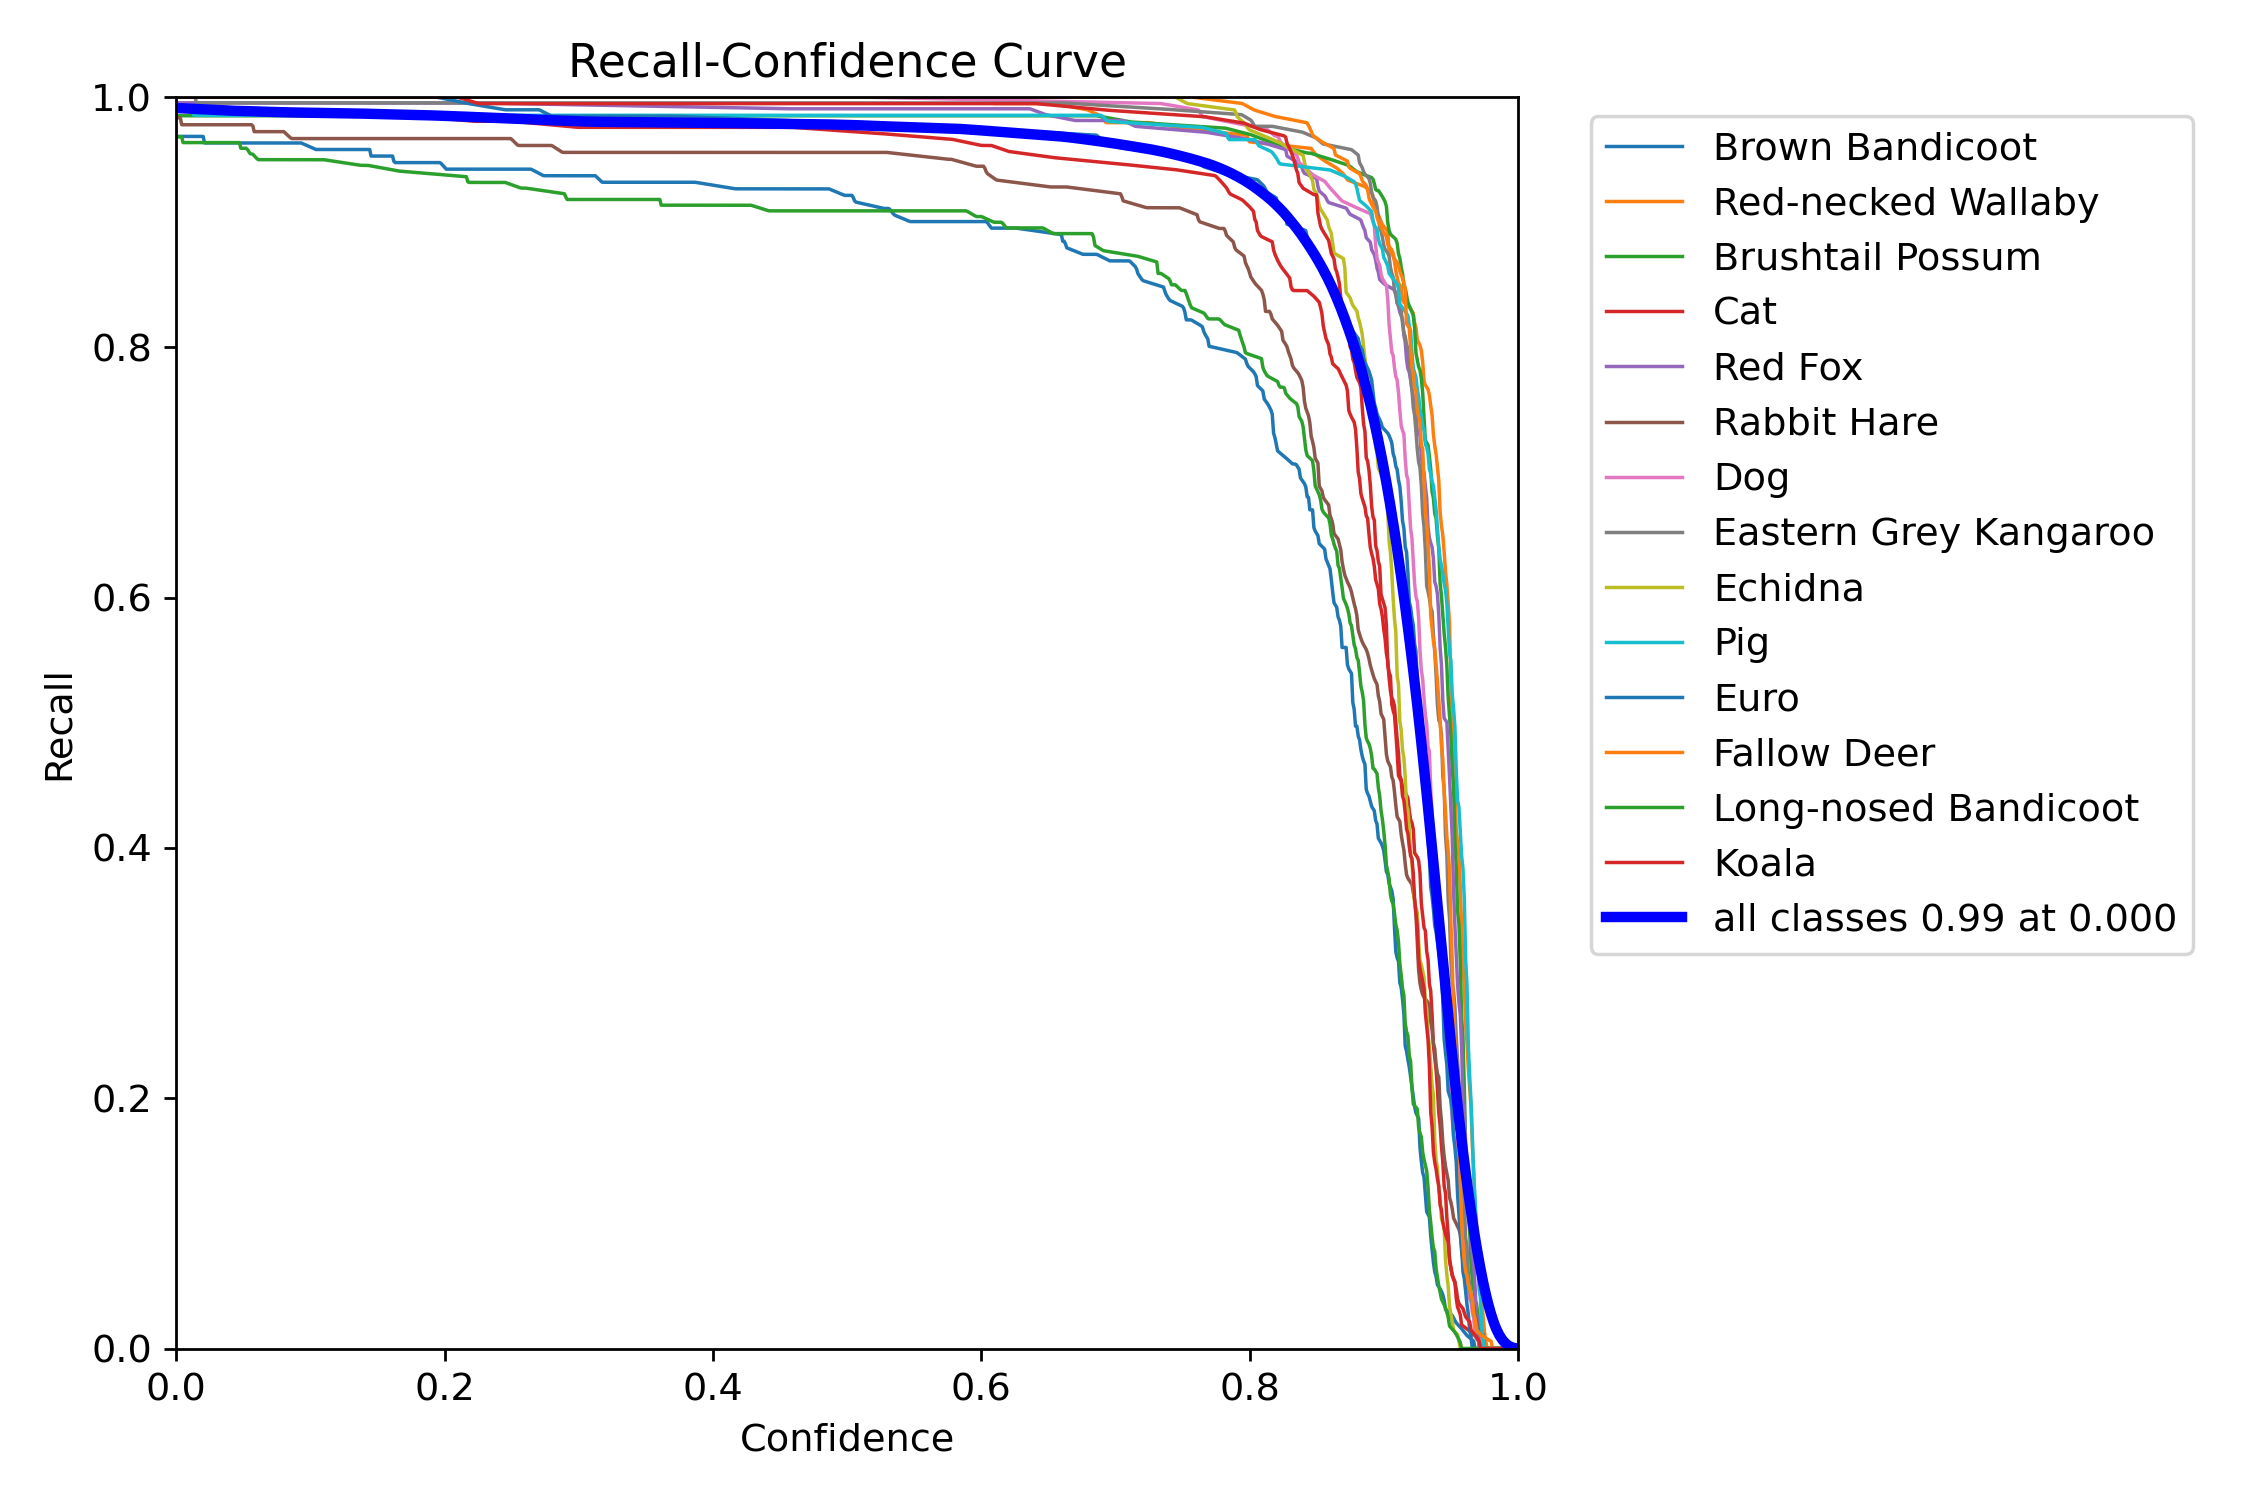 Recall-Confidence Curve
1.0
0.8
0.6
0.4
0.2
0.0
Recall
0.0 0.2 0.4 0.6 0.8 1.0
Confidence
Brown Bandicoot
Red-necked Wallaby
Brushtail Possum
Cat
Red Fox
Rabbit Hare
Dog
Eastern Grey Kangaroo
Echidna
Pig
Euro
Fallow Deer
Long-nosed Bandicoot
Koala
all classes 0.99 at 0.000